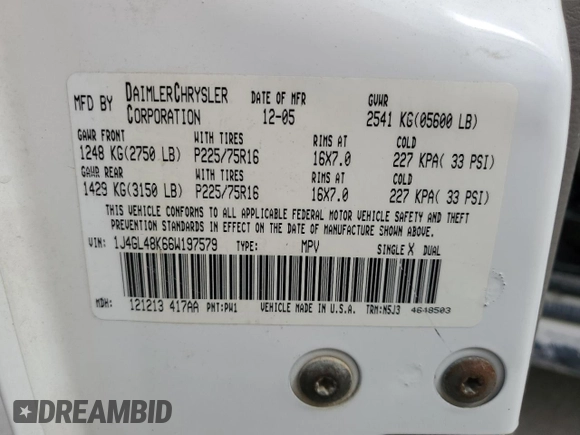 MFD BY DAIMLERCHRYSLER CORPORATION DATE OF MFR 12-05 GVWR 2541 KG(05600 LB)
GAWR FRONT WITH TIRES RIMS AT COLD
1248 KG(2750 LB) P225/75R16 16X7.0 227 KPA( 33 PSI)
GAWR REAR WITH TIRES RIMS AT COLD
1429 KG(3150 LB) P225/75R16 16X7.0 227 KPA( 33 PSI)
THIS VEHICLE CONFORMS TO ALL APPLICABLE FEDERAL MOTOR VEHICLE SAFETY AND THEFT
PREVENTION STANDARDS IN EFFECT ON THE DATE OF MANUFACTURE SHOWN ABOVE.
VIN: 1J4GL48K66W197579 TYPE: MPV SINGLE X DUAL
MDH: 121213 417AA PNT:PW1 VEHICLE MADE IN U.S.A. TRM:N5J3 4648503
DREAMBID